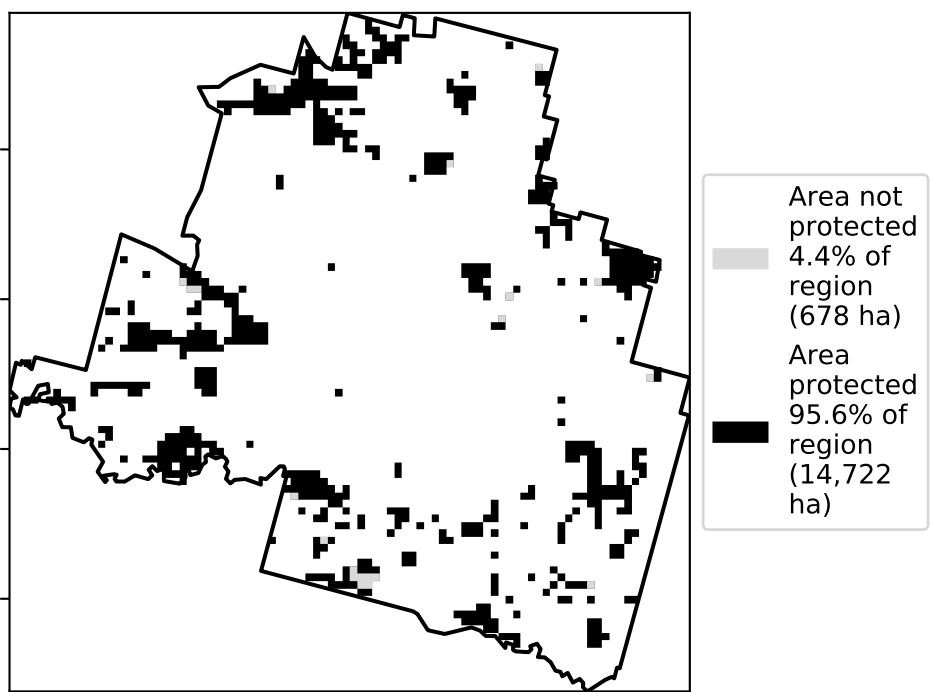 Area not
protected
4.4% of
region
(678 ha)
Area
protected
95.6% of
region
(14,722
ha)